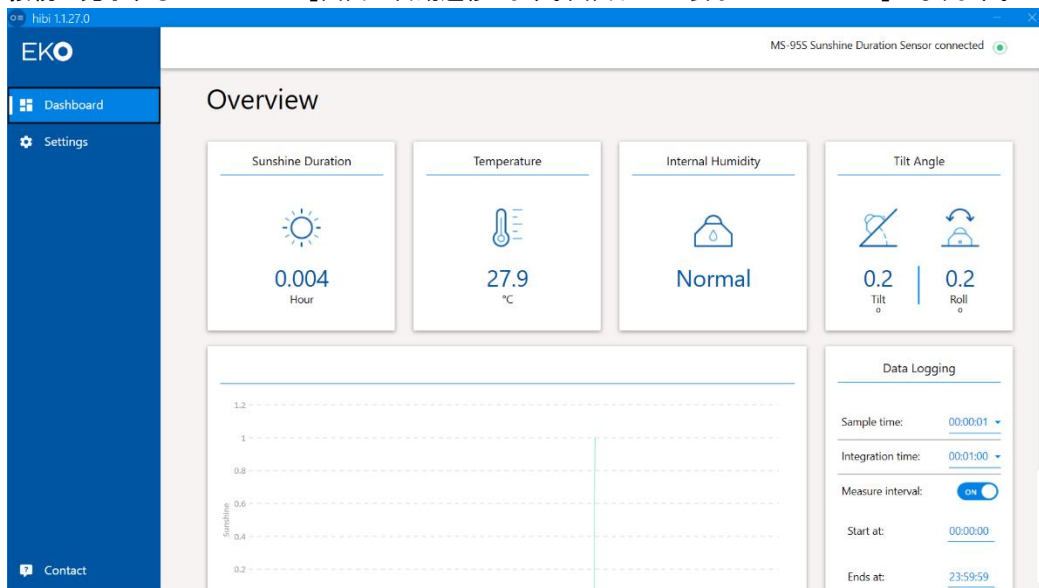 hibi 1.1.27.0
EKO
MS-95S Sunshine Duration Sensor connected
Dashboard
Settings
Overview
Sunshine Duration
0.004
Hour
Temperature
27.9
°C
Internal Humidity
Normal
Tilt Angle
0.2
Tilt
°
0.2
Roll
°
1.2
1
0.8
0.6
0.4
0.2
Sunshine
Data Logging
Sample time: 00:00:01
Integration time: 00:01:00
Measure interval: ON
Start at: 00:00:00
Ends at: 23:59:59
Contact